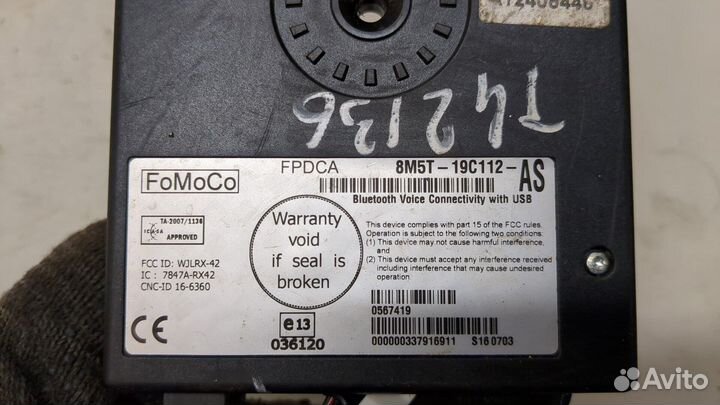 T42136
FPDCA 8M5T-19C112-AS
FoMoCo
Bluetooth Voice Connectivity with USB
TA-2007/1136
ICASA
APPROVED
Warranty
void
if seal is
broken
This device complies with part 15 of the FCC rules.
Operation is subject to the following two conditions:
(1) This device may not cause harmful interference,
and
(2) This device must accept any interference received
including interference that may cause undesired
operation
FCC ID: WJLRX-42
IC : 7847A-RX42
CNC-ID 16-6360
CE
e13
036120
0567419
000000337916911 S16 0703
Avito